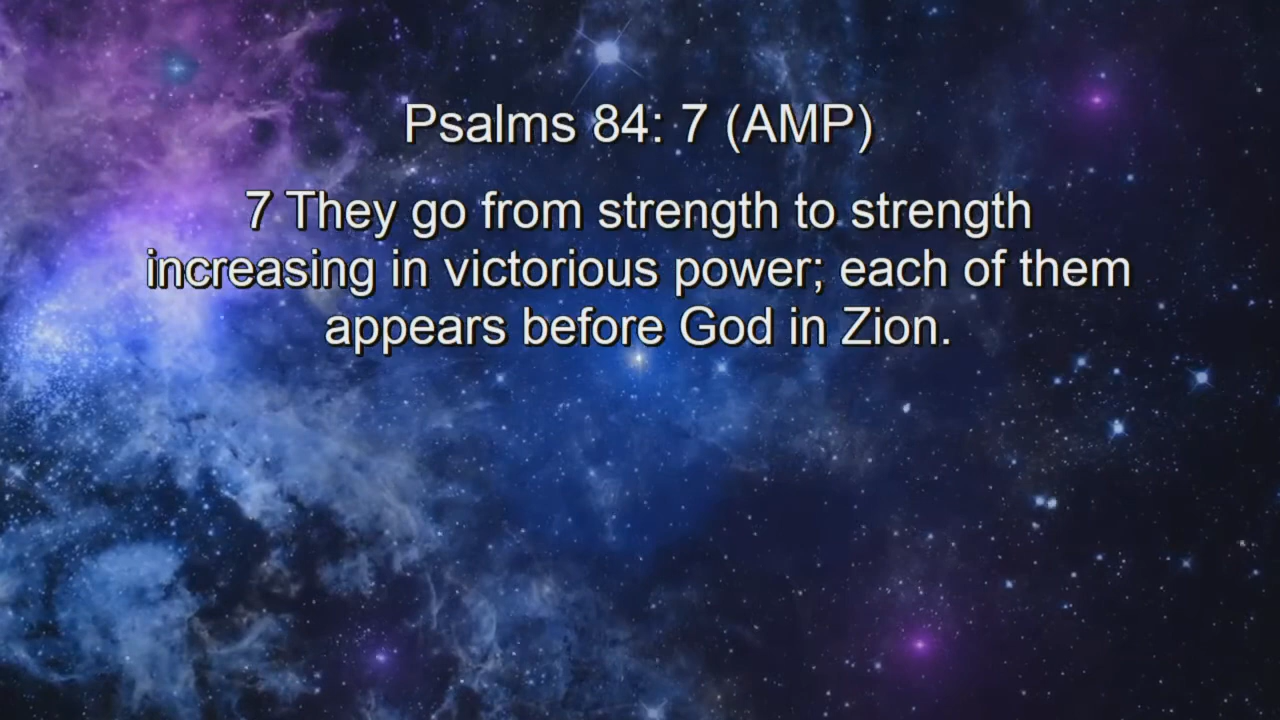 Psalms 84: 7 (AMP)
7 They go from strength to strength
increasing in victorious power; each of them
appears before God in Zion.